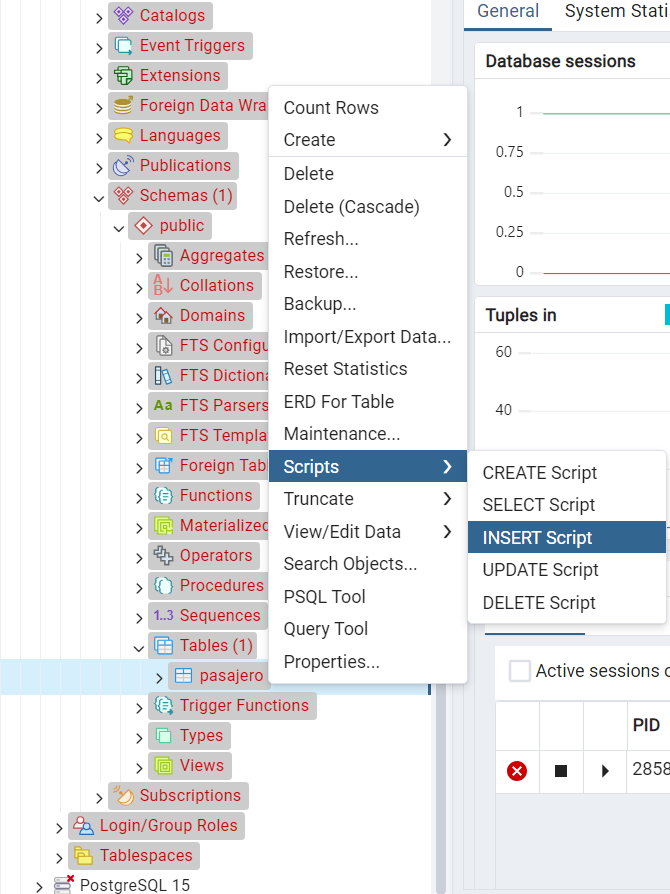 Catalogs
Event Triggers
Extensions
Foreign Data Wra
Languages
Publications
Schemas (1)
public
Aggregates
Collations
Domains
FTS Configu
FTS Dictiona
FTS Parsers
Aa
FTS Templa
Foreign Tab
Functions
Materialized
Operators
Procedures
1..3 Sequences
Tables (1)
pasajero
Trigger Functions
Types
Views
Subscriptions
Login/Group Roles
Tablespaces
PostgreSQL 15
Count Rows
Create
Delete
Delete (Cascade)
Refresh...
Restore...
Backup...
Import/Export Data...
Reset Statistics
ERD For Table
Maintenance...
Scripts
Truncate
View/Edit Data
Search Objects...
PSQL Tool
Query Tool
Properties...
CREATE Script
SELECT Script
INSERT Script
UPDATE Script
DELETE Script
General System Stati
Database sessions
1
0.75
0.5
0.25
0
Tuples in
60
40
Active sessions o
PID
2858